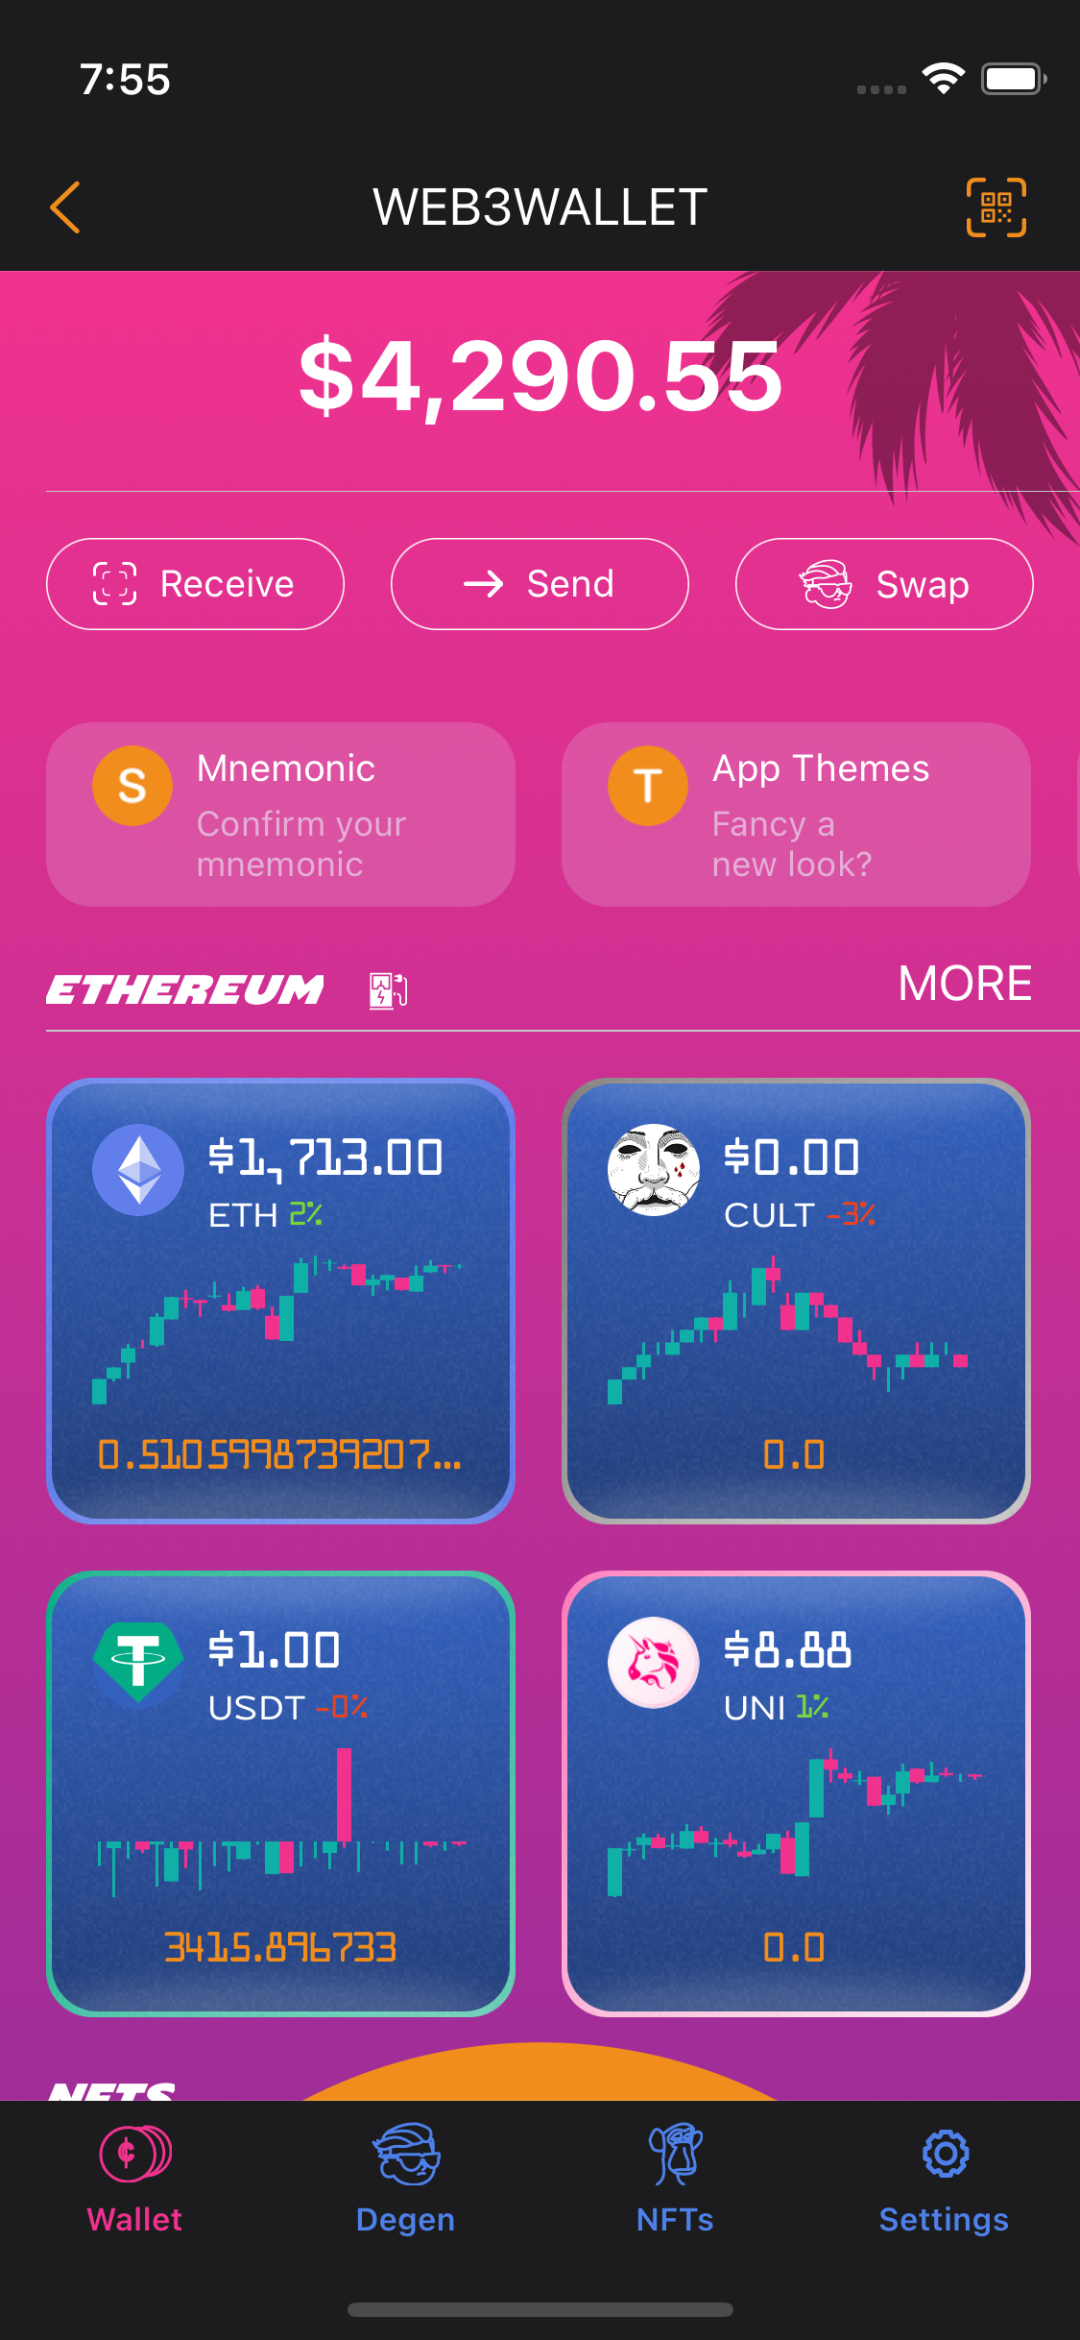 7:55
WEB3WALLET
$4,290.55
Receive
Send
Swap
S
Mnemonic
Confirm your
mnemonic
T
App Themes
Fancy a
new look?
ETHEREUM
MORE
$1,713.00
ETH 2%
0.5105998739207...
$0.00
CULT -3%
0.0
$1.00
USDT -0%
3415.896733
$8.88
UNI 1%
0.0
NFTS
Wallet
Degen
NFTs
Settings